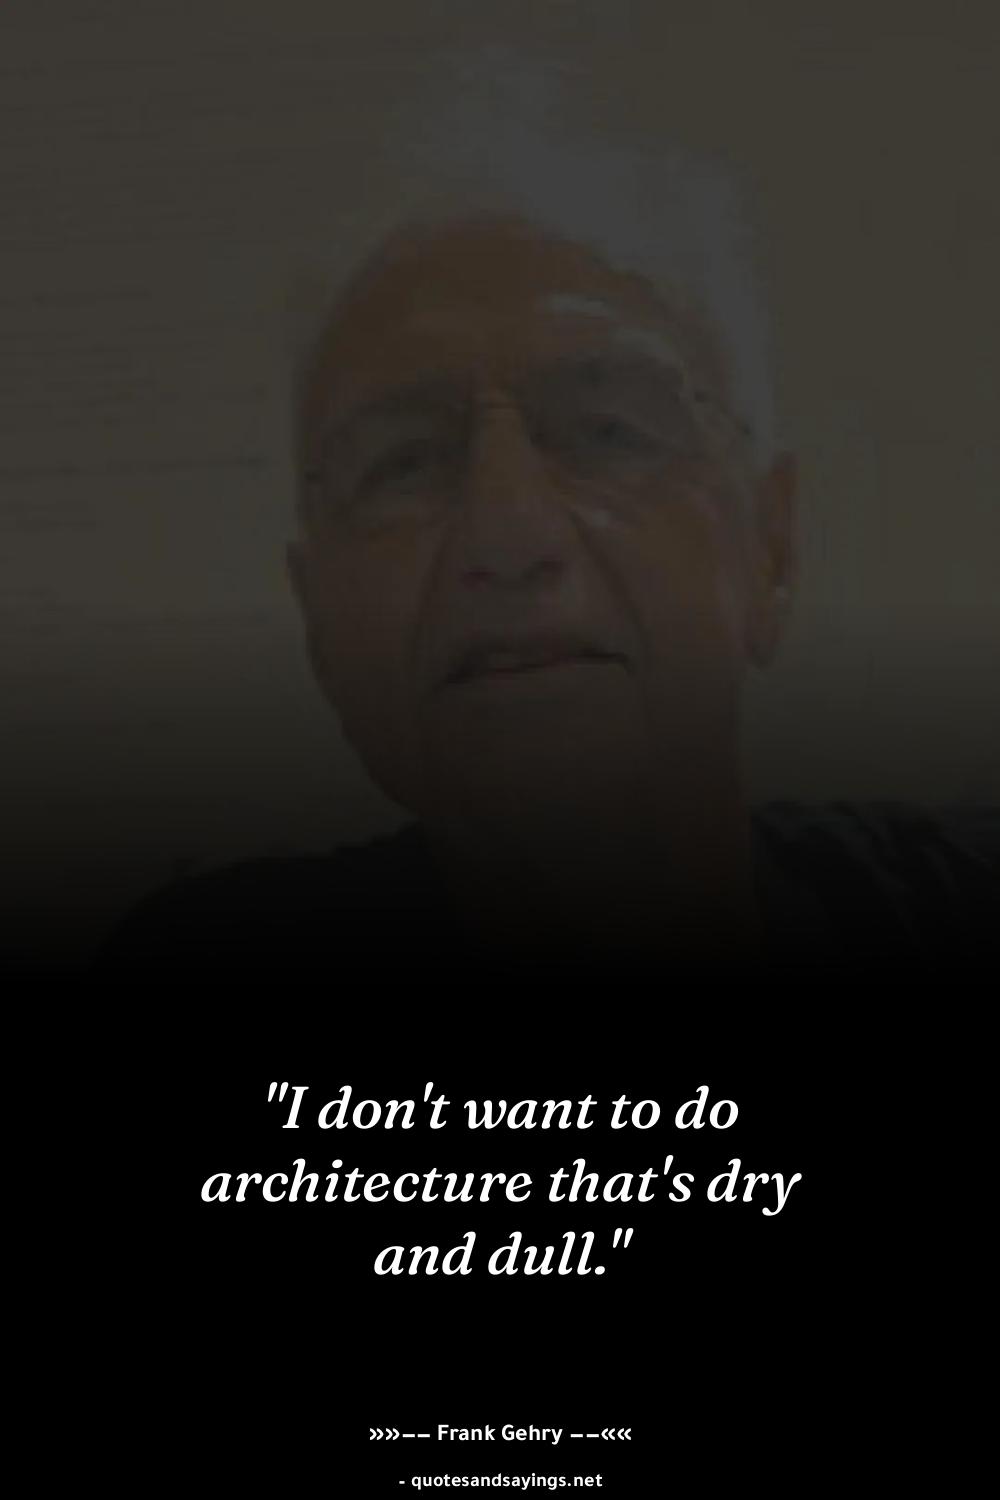 "I don't want to do
architecture that's dry
and dull."
»»–– Frank Gehry ––««
- quotesandsayings.net